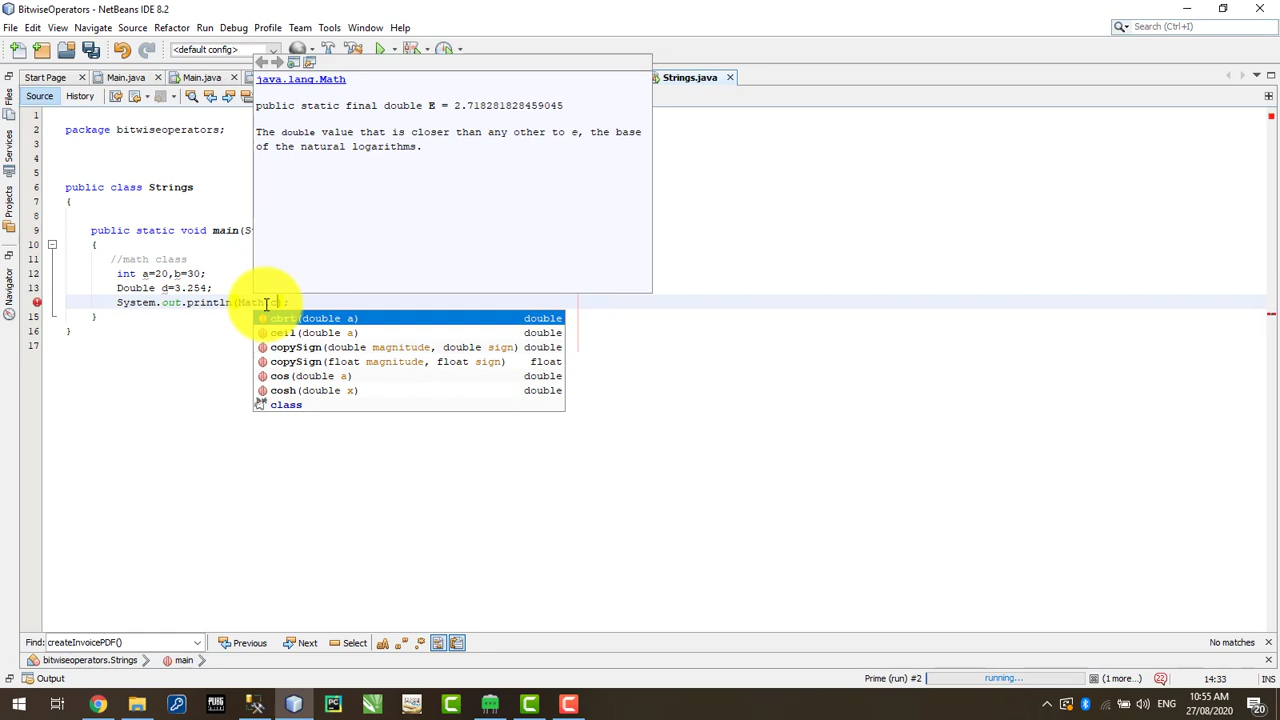 BitwiseOperators - NetBeans IDE 8.2
File Edit View Navigate Source Refactor Run Debug Profile Team Tools Window Help
Search (Ctrl+I)
<default config>
Start Page Main.java Main.java Strings.java
Source History
java.lang.Math
public static final double E = 2.718281828459045
The double value that is closer than any other to e, the base
of the natural logarithms.
1
2 package bitwiseoperators;
3
4
5
6 public class Strings
7 {
8
9 public static void main(S
10 {
11 //math class
12 int a=20,b=30;
13 Double d=3.254;
System.out.println(Math.c);
15 }
16 }
17
cbrt(double a) double
ceil(double a) double
copySign(double magnitude, double sign) double
copySign(float magnitude, float sign) float
cos(double a) double
cosh(double x) double
class
Files
Services
Projects
Navigator
Find: createInvoicePDF() Previous Next Select No matches
bitwiseoperators.Strings main
Output Prime (run) #2 running... (1 more...) 14:33 INS
PUBG PC
ENG 10:55 AM
27/08/2020 20